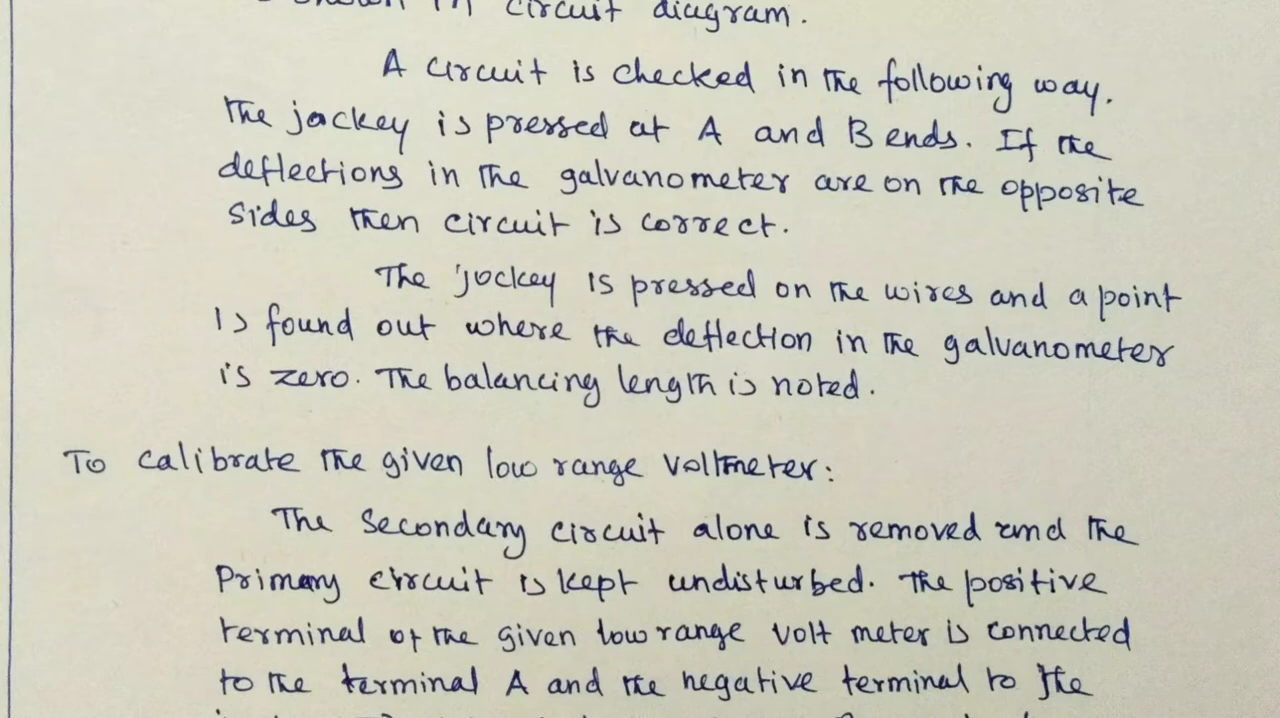 shown in circuit diagram.
A circuit is checked in the following way.
The jockey is pressed at A and B ends. If the
deflections in the galvanometer are on the opposite
sides then circuit is correct.
The jockey is pressed on the wires and a point
is found out where the deflection in the galvanometer
is zero. The balancing length is noted.
To calibrate the given low range voltmeter:
The secondary circuit alone is removed and the
Primary circuit is kept undisturbed. The positive
terminal of the given low range volt meter is connected
to the terminal A and the negative terminal to the